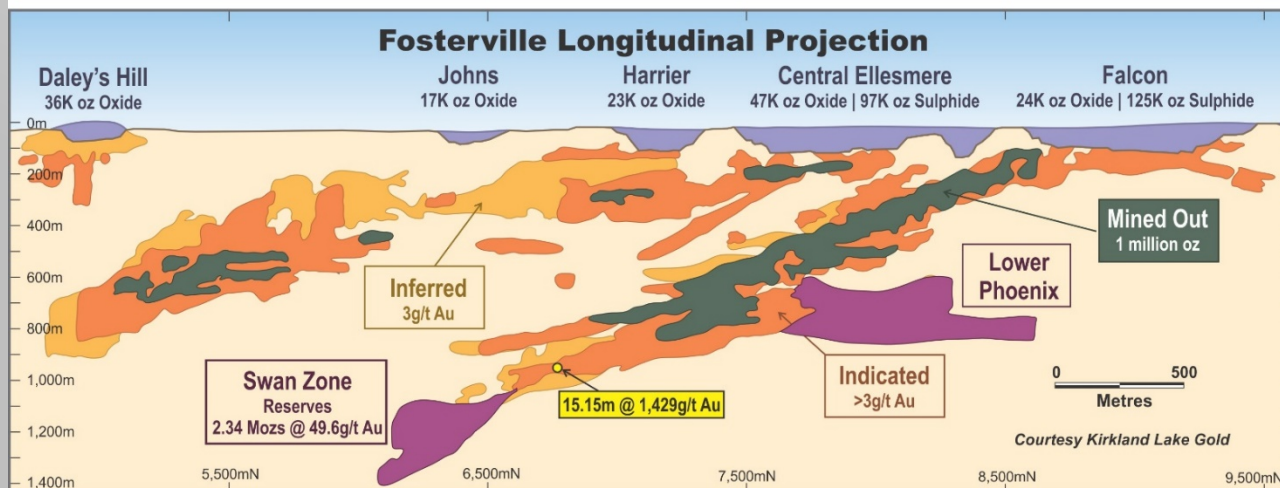 Fosterville Longitudinal Projection
Daley's Hill
36K oz Oxide
Johns
17K oz Oxide
Harrier
23K oz Oxide
Central Ellesmere
47K oz Oxide | 97K oz Sulphide
Falcon
24K oz Oxide | 125K oz Sulphide
0m
200m
400m
600m
800m
1,000m
1,200m
1,400m
Mined Out
1 million oz
Lower
Phoenix
Inferred
3g/t Au
Swan Zone
Reserves
2.34 Mozs @ 49.6g/t Au
15.15m @ 1,429g/t Au
Indicated
>3g/t Au
0 500
Metres
Courtesy Kirkland Lake Gold
5,500mN 6,500mN 7,500mN 8,500mN 9,500mN